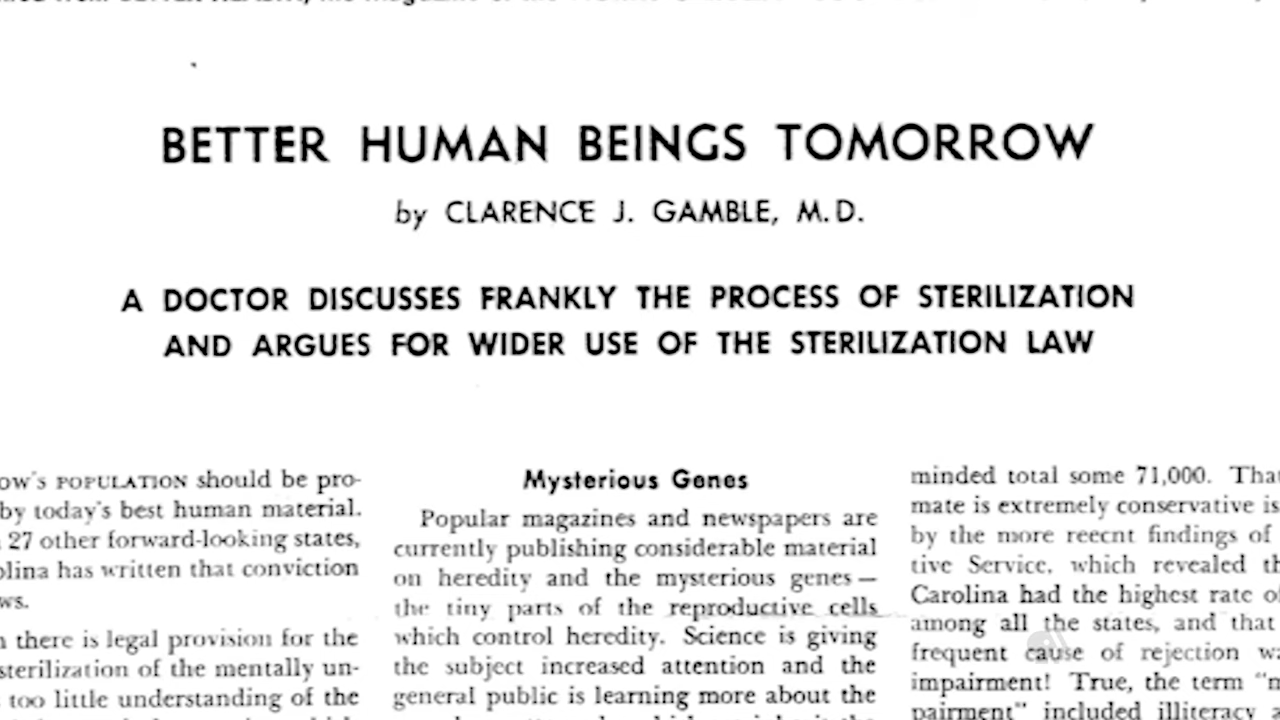 BETTER HUMAN BEINGS TOMORROW
by CLARENCE J. GAMBLE, M.D.
A DOCTOR DISCUSSES FRANKLY THE PROCESS OF STERILIZATION
AND ARGUES FOR WIDER USE OF THE STERILIZATION LAW
ow's POPULATION should be pro-
by today's best human material.
27 other forward-looking states,
olina has written that conviction
ws.
n there is legal provision for the
sterilization of the mentally un-
too little understanding of the
Mysterious Genes
Popular magazines and newspapers are
currently publishing considerable material
on heredity and the mysterious genes—
the tiny parts of the reproductive cells
which control heredity. Science is giving
the subject increased attention and the
general public is learning more about the
minded total some 71,000. That
mate is extremely conservative is
by the more reecnt findings of
tive Service, which revealed th
Carolina had the highest rate of
among all the states, and that
frequent cause of rejection wa
impairment! True, the term "m
pairment" included illiteracy a